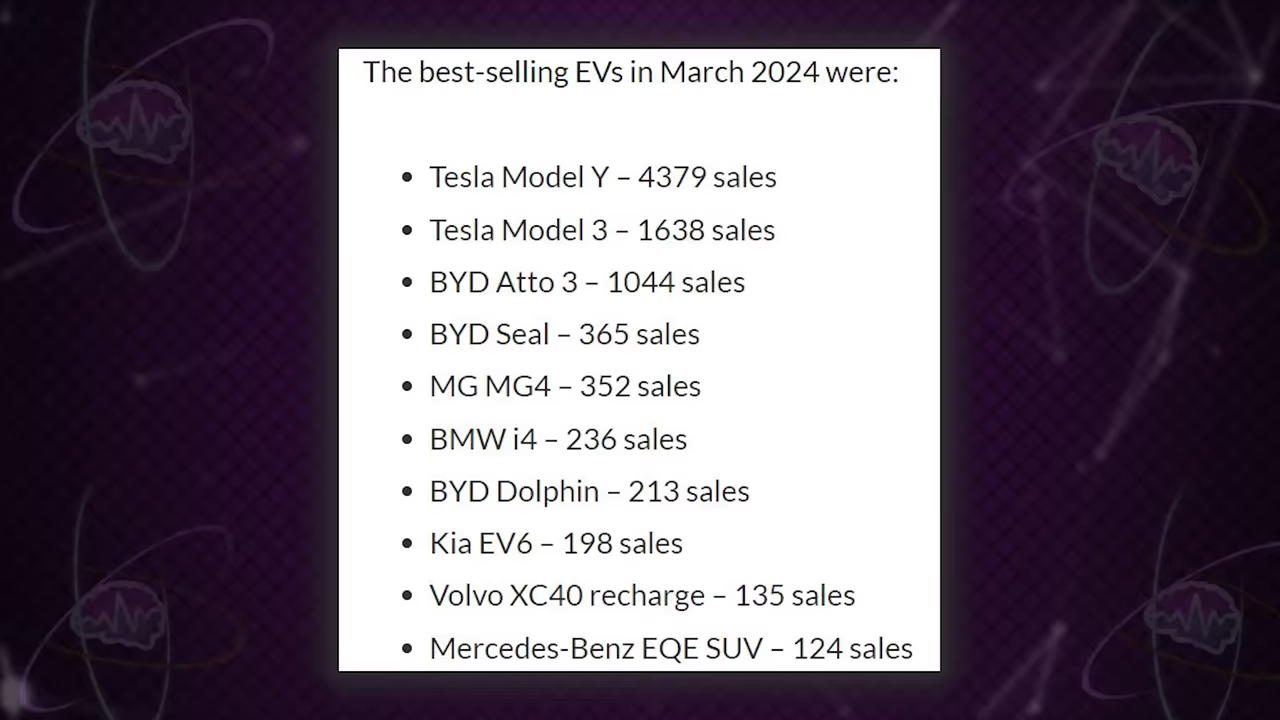 The best-selling EVs in March 2024 were:
• Tesla Model Y – 4379 sales
• Tesla Model 3 – 1638 sales
• BYD Atto 3 – 1044 sales
• BYD Seal – 365 sales
• MG MG4 – 352 sales
• BMW i4 – 236 sales
• BYD Dolphin – 213 sales
• Kia EV6 – 198 sales
• Volvo XC40 recharge – 135 sales
• Mercedes-Benz EQE SUV – 124 sales